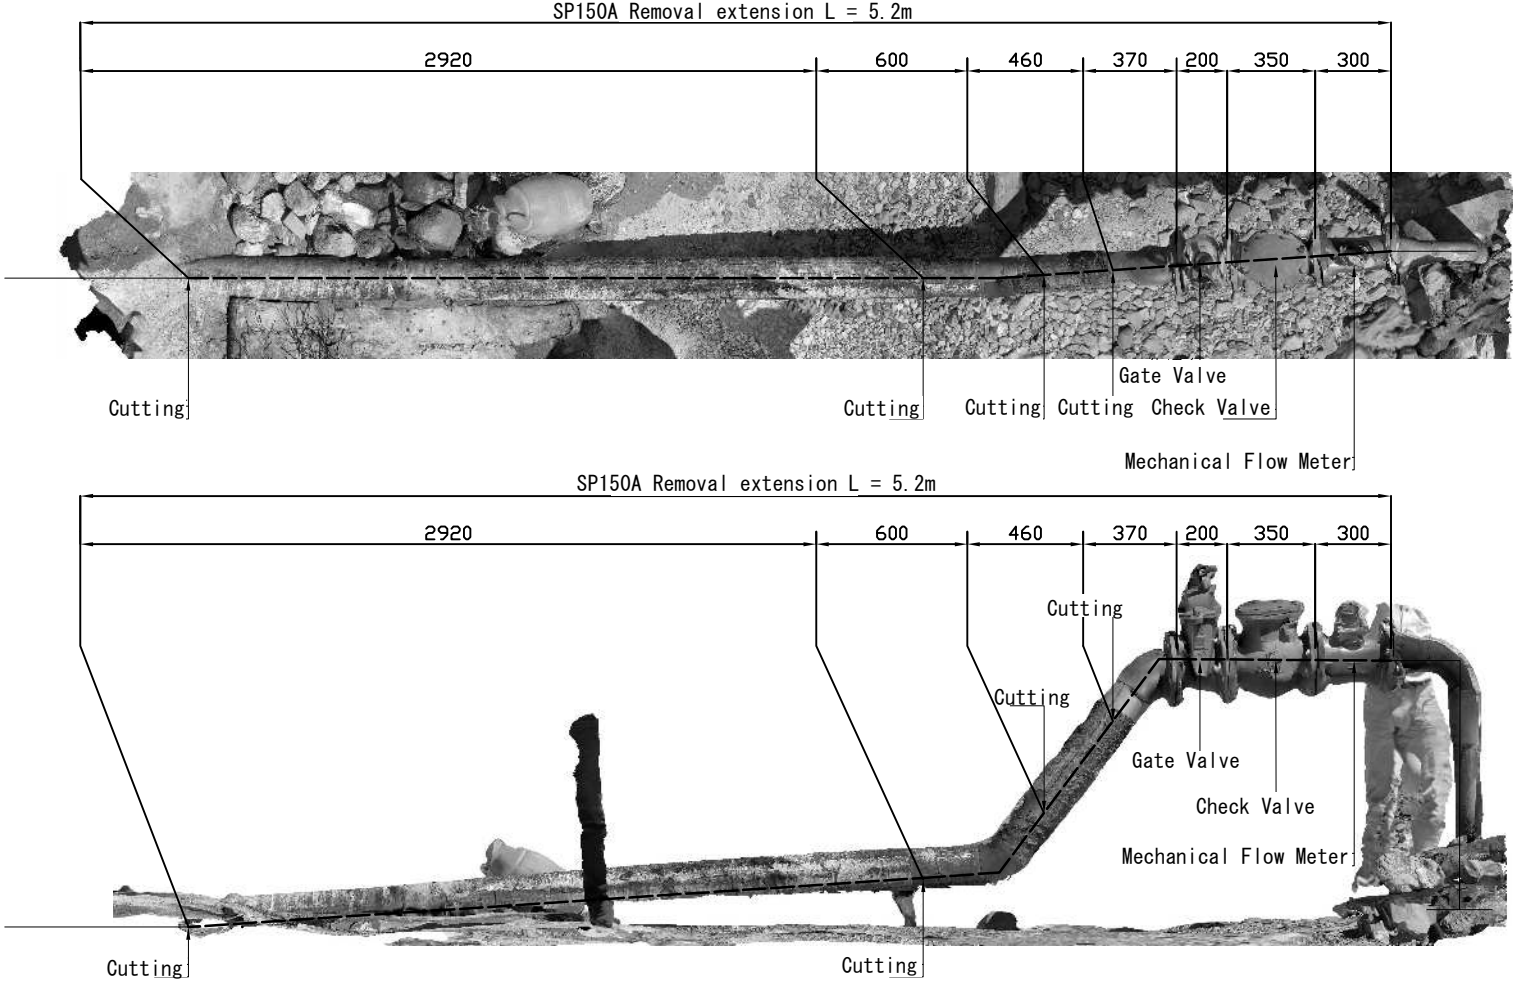 SP150A Removal extension L = 5.2m
2920 600 460 370 200 350 300
Gate Valve
Cutting Cutting Cutting Cutting Check Valve
Mechanical Flow Meter
SP150A Removal extension L = 5.2m
2920 600 460 370 200 350 300
Cutting
Cutting
Gate Valve
Check Valve
Mechanical Flow Meter
Cutting Cutting